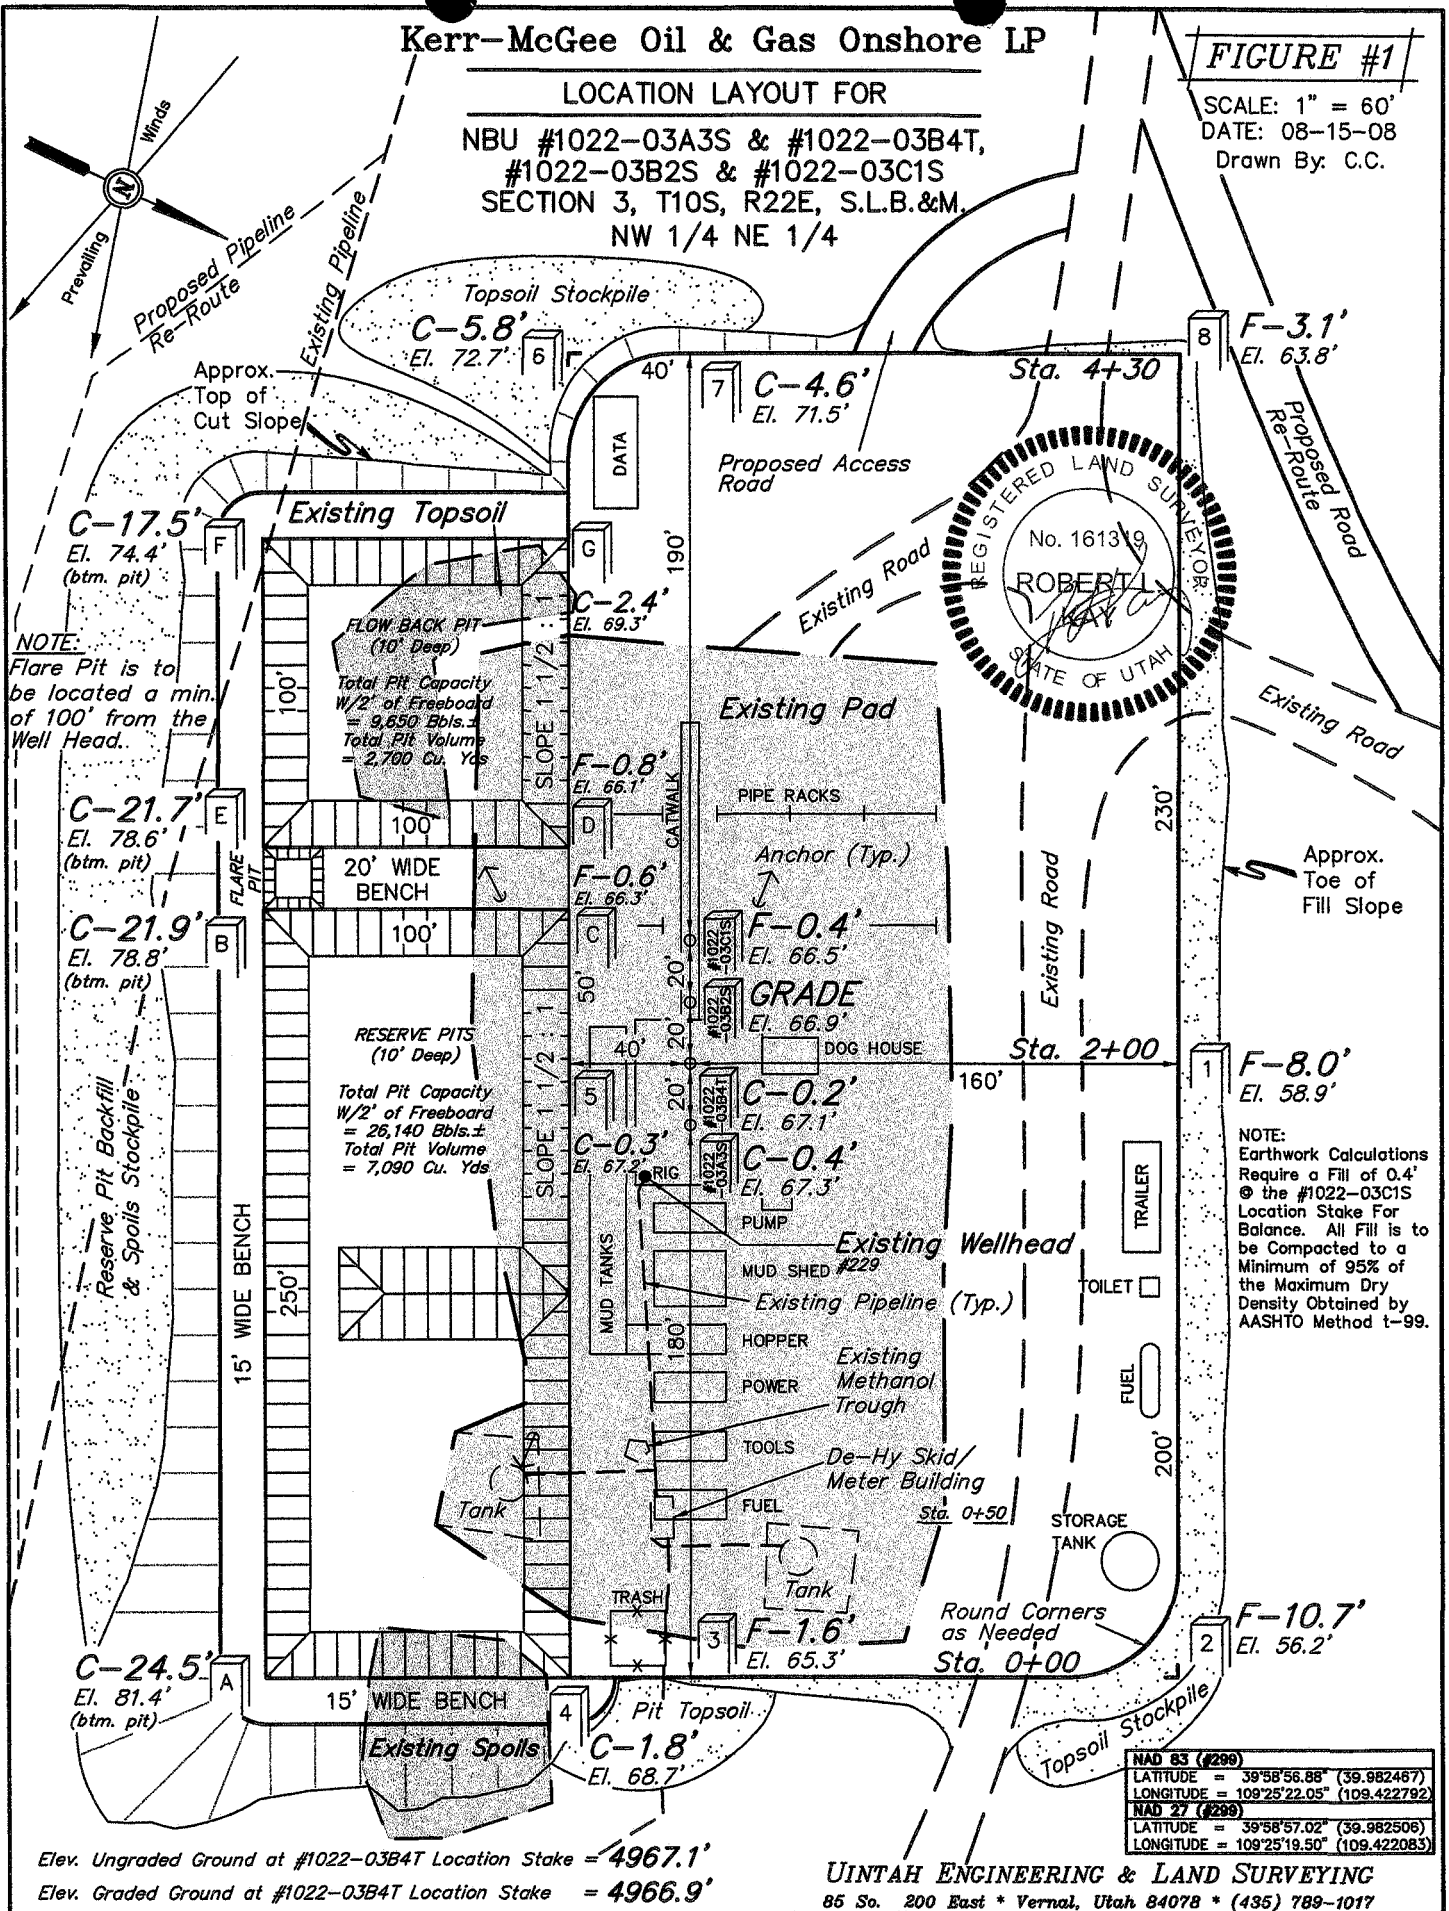 Kerr-McGee Oil & Gas Onshore LP
LOCATION LAYOUT FOR
NBU #1022-03A3S & #1022-03B4T,
#1022-03B2S & #1022-03C1S
SECTION 3, T10S, R22E, S.L.B.&M.
NW 1/4 NE 1/4
FIGURE #1
SCALE: 1" = 60'
DATE: 08-15-08
Drawn By: C.C.
Winds
N
Prevailing
Proposed Pipeline
Re-Route
Existing Pipeline
Topsoil Stockpile
C-5.8'
El. 72.7'
6
40'
7
C-4.6'
El. 71.5'
Sta. 4+30
8
F-3.1'
El. 63.8'
Approx.
Top of
Cut Slope
DATA
Proposed Access
Road
Proposed Road
Re-Route
REGISTERED LAND SURVEYOR
No. 161319
ROBERT L.
KAY
STATE OF UTAH
C-17.5'
El. 74.4'
(btm. pit)
F
Existing Topsoil
G
190'
Existing Road
C-2.4'
El. 69.3'
NOTE:
Flare Pit is to
be located a min.
of 100' from the
Well Head.
100'
FLOW BACK PIT
(10' Deep)
Total Pit Capacity
W/2' of Freeboard
= 9,650 Bbls.±
Total Pit Volume
= 2,700 Cu. Yds
SLOPE 1 1/2 : 1
Existing Pad
Existing Road
F-0.8'
El. 66.1'
CATWALK
PIPE RACKS
230'
C-21.7'
El. 78.6'
(btm. pit)
E
100'
D
FLARE
PIT
20' WIDE
BENCH
F-0.6'
El. 66.3'
Anchor (Typ.)
Existing Road
Approx.
Toe of
Fill Slope
C-21.9'
El. 78.8'
(btm. pit)
B
100'
C
#1022
-03C1S
F-0.4'
El. 66.5'
20'
50'
#1022
-03B2S
GRADE
El. 66.9'
RESERVE PITS
(10' Deep)
Total Pit Capacity
W/2' of Freeboard
= 26,140 Bbls.±
Total Pit Volume
= 7,090 Cu. Yds
SLOPE 1 1/2 : 1
20'
40'
DOG HOUSE
Sta. 2+00
160'
1
F-8.0'
El. 58.9'
5
20'
#1022
-03B4T
C-0.2'
El. 67.1'
C-0.3'
El. 67.2'
RIG
#1022
-03A3S
C-0.4'
El. 67.3'
NOTE:
Earthwork Calculations
Require a Fill of 0.4'
@ the #1022-03C1S
Location Stake For
Balance. All Fill is to
be Compacted to a
Minimum of 95% of
the Maximum Dry
Density Obtained by
AASHTO Method t-99.
Reserve Pit Backfill
& Spoils Stockpile
15' WIDE BENCH
250'
MUD TANKS
PUMP
Existing Wellhead
#229
MUD SHED
Existing Pipeline (Typ.)
TRAILER
TOILET
180'
HOPPER
POWER
Existing
Methanol
Trough
FUEL
TOOLS
De-Hy Skid/
Meter Building
200'
Tank
FUEL
Sta. 0+50
STORAGE
TANK
Tank
TRASH
Round Corners
as Needed
3
F-1.6'
El. 65.3'
Sta. 0+00
2
F-10.7'
El. 56.2'
C-24.5'
El. 81.4'
(btm. pit)
A
15' WIDE BENCH
4
Pit Topsoil
Existing Spoils
C-1.8'
El. 68.7'
Topsoil Stockpile
NAD 83 (#299)
LATITUDE = 39°58'56.88" (39.982467)
LONGITUDE = 109°25'22.05" (109.422792)
NAD 27 (#299)
LATITUDE = 39°58'57.02" (39.982506)
LONGITUDE = 109°25'19.50" (109.422083)
Elev. Ungraded Ground at #1022-03B4T Location Stake = 4967.1'
Elev. Graded Ground at #1022-03B4T Location Stake = 4966.9'
UINTAH ENGINEERING & LAND SURVEYING
85 So. 200 East * Vernal, Utah 84078 * (435) 789-1017